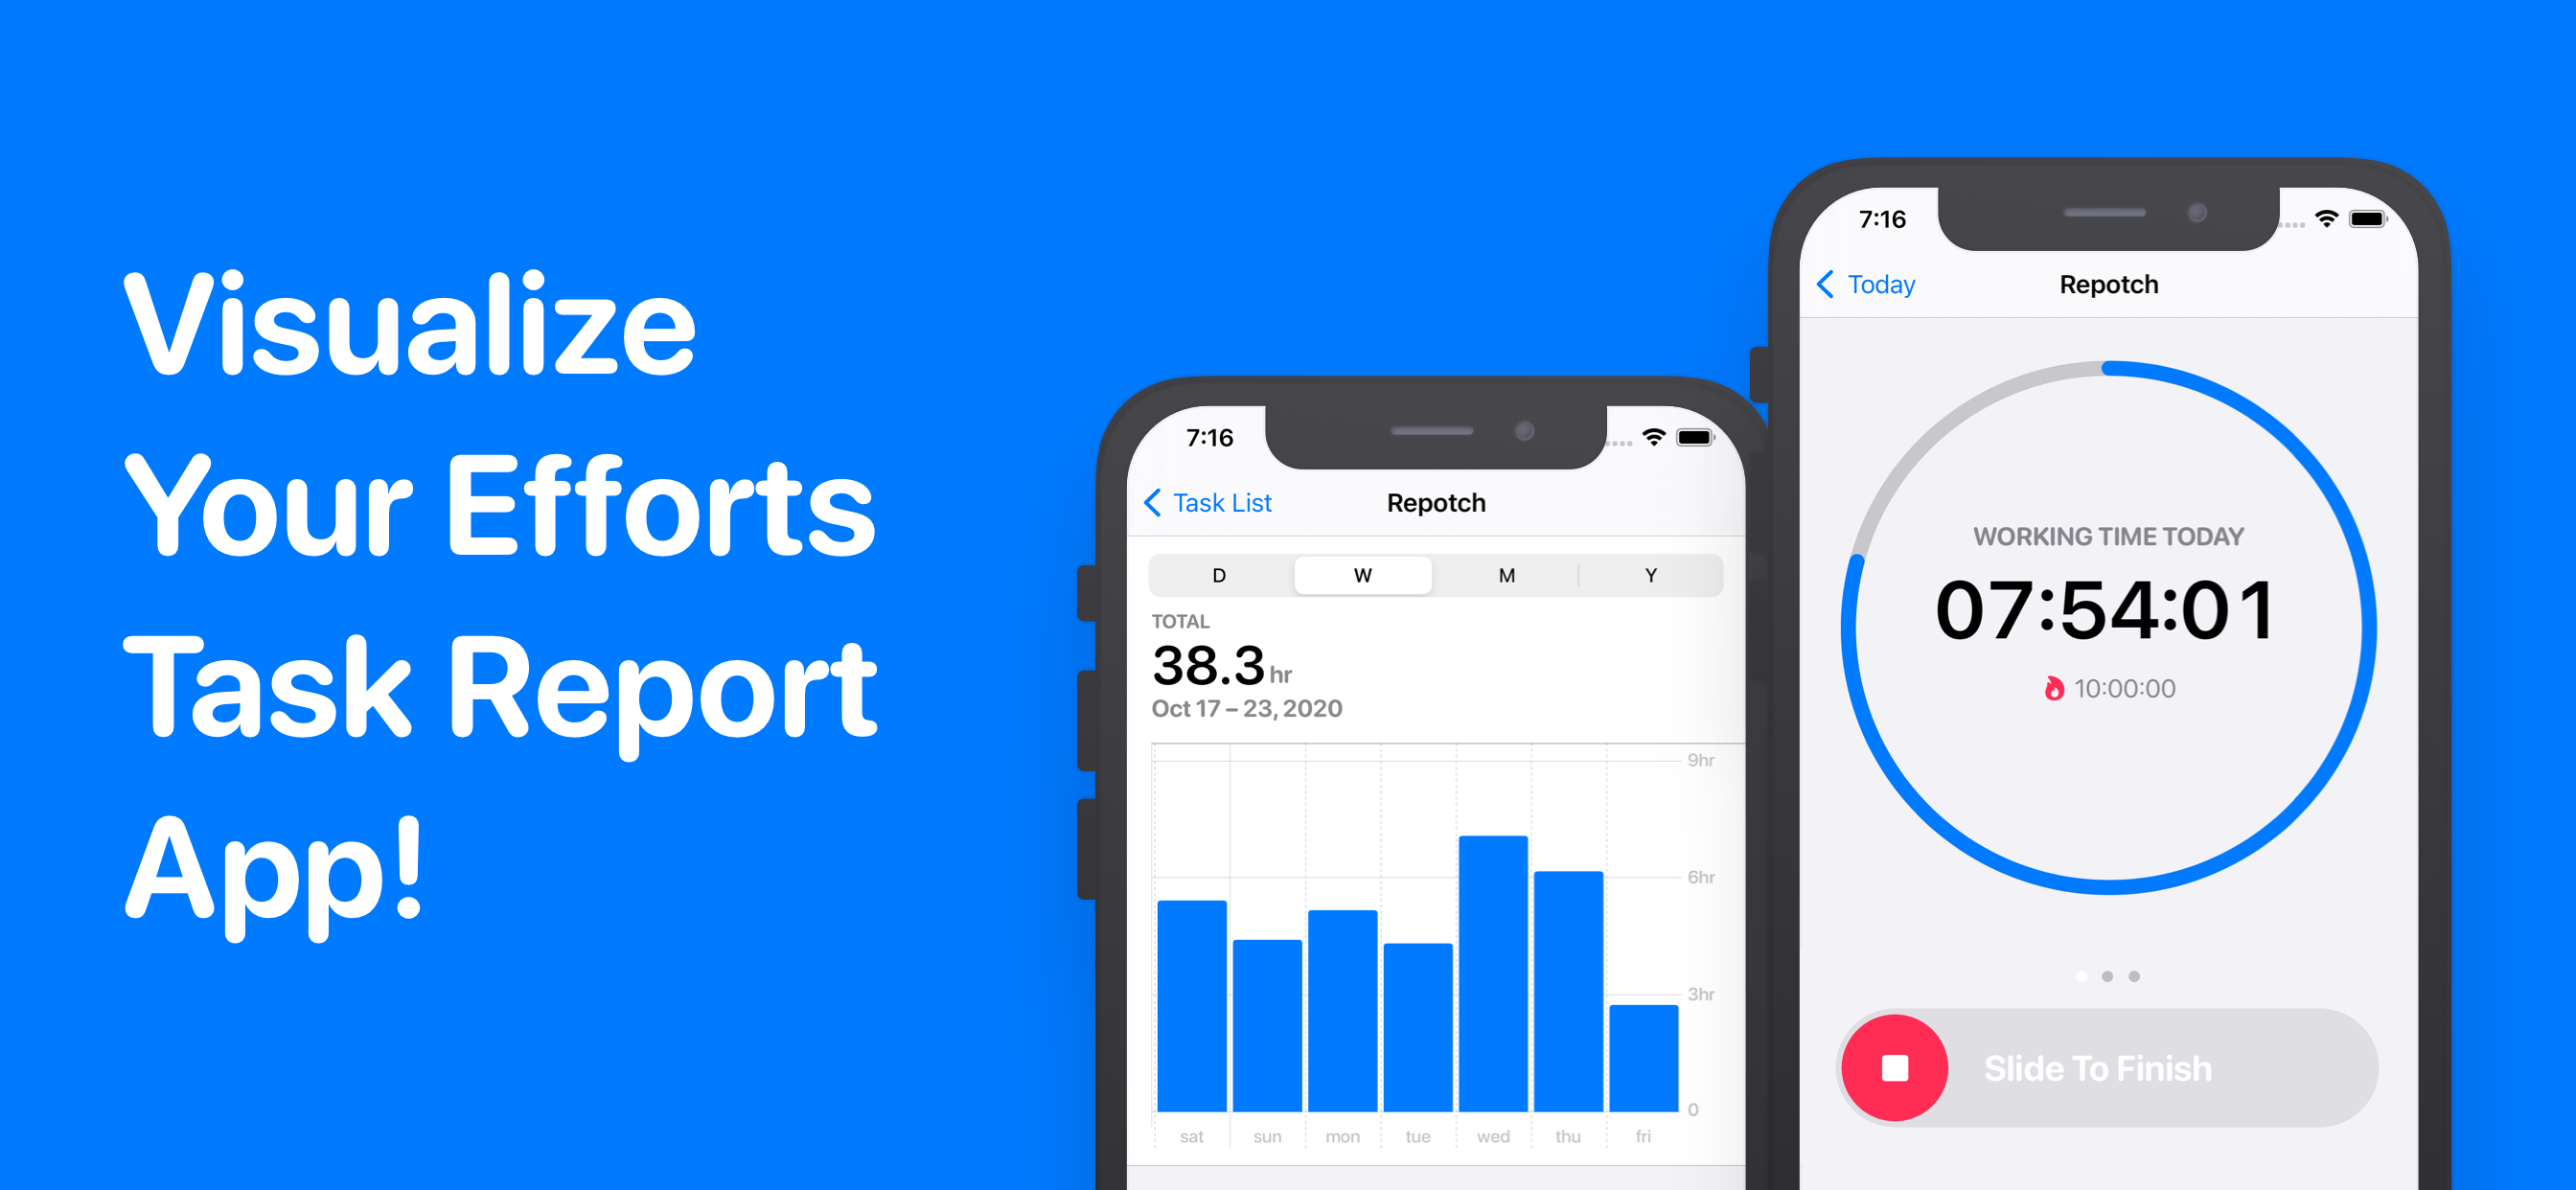 Visualize
Your Efforts
Task Report
App!
7:16
Task List
Repotch
D
W
M
Y
TOTAL
38.3 hr
Oct 17 – 23, 2020
9hr
6hr
3hr
0
sat
sun
mon
tue
wed
thu
fri
7:16
Today
Repotch
WORKING TIME TODAY
07:54:01
10:00:00
Slide To Finish